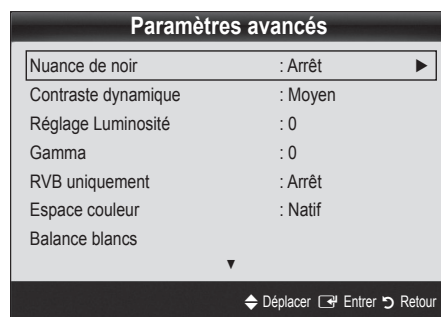 Paramètres avancés
Nuance de noir : Arrêt ►
Contraste dynamique : Moyen
Réglage Luminosité : 0
Gamma : 0
RVB uniquement : Arrêt
Espace couleur : Natif
Balance blancs
▼
Déplacer Entrer Retour